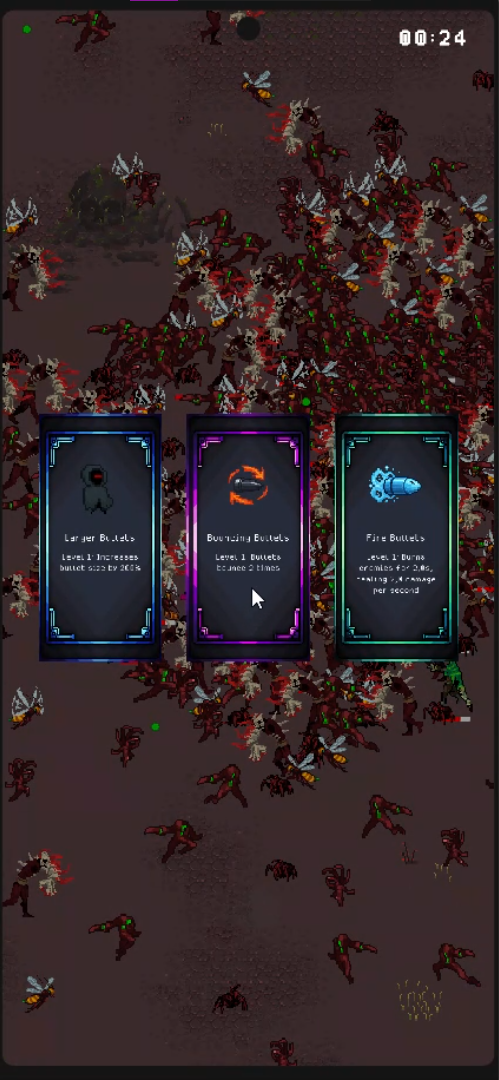 00:24
Larger Bullets
Level 1: Increases
bullet size by 200%
Bouncing Bullets
Level 1: Bullets
bounce 2 times
Fire Bullets
Level 1: Burns
enemies for 2,0s,
dealing 2,0 damage
per second